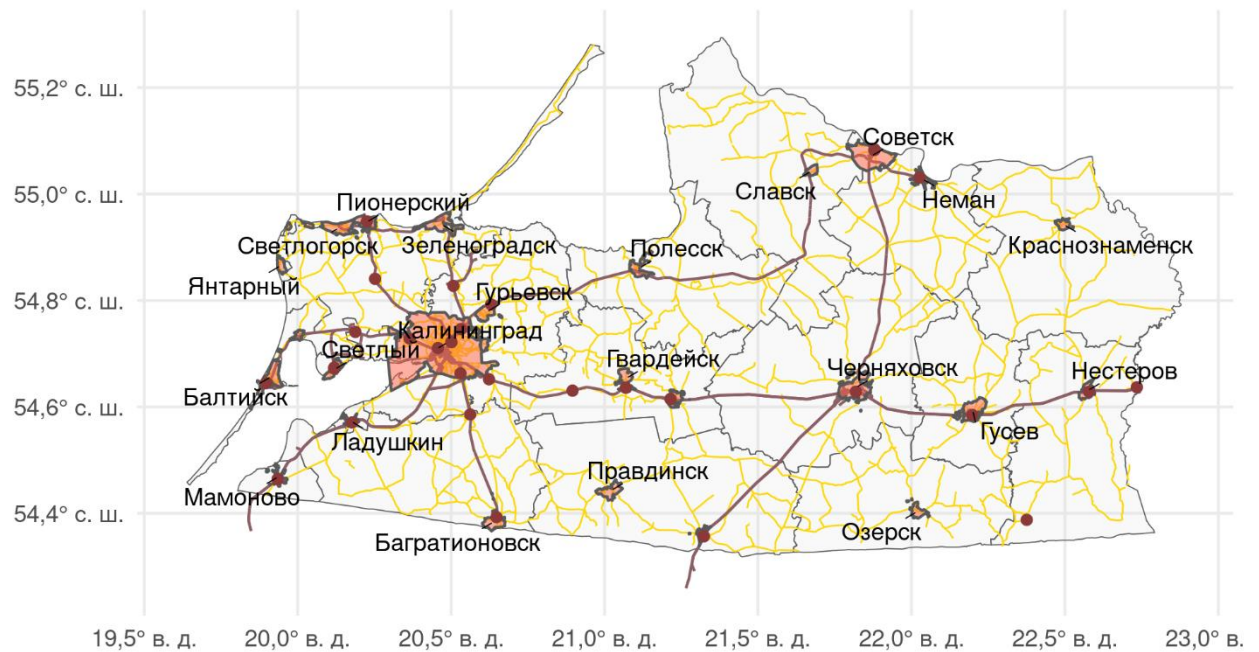 55,2° с. ш.
Советск
Славск
55,0° с. ш.
Пионерский
Неман
Светлогорск
Зеленоградск
Полесск
Краснознаменск
Янтарный
54,8° с. ш.
Гурьевск
Калининград
Светлый
Гвардейск
Черняховск
Нестеров
Балтийск
54,6° с. ш.
Ладушкин
Гусев
Правдинск
Мамоново
54,4° с. ш.
Багратионовск
Озерск
19,5° в. д.
20,0° в. д.
20,5° в. д.
21,0° в. д.
21,5° в. д.
22,0° в. д.
22,5° в. д.
23,0° в.